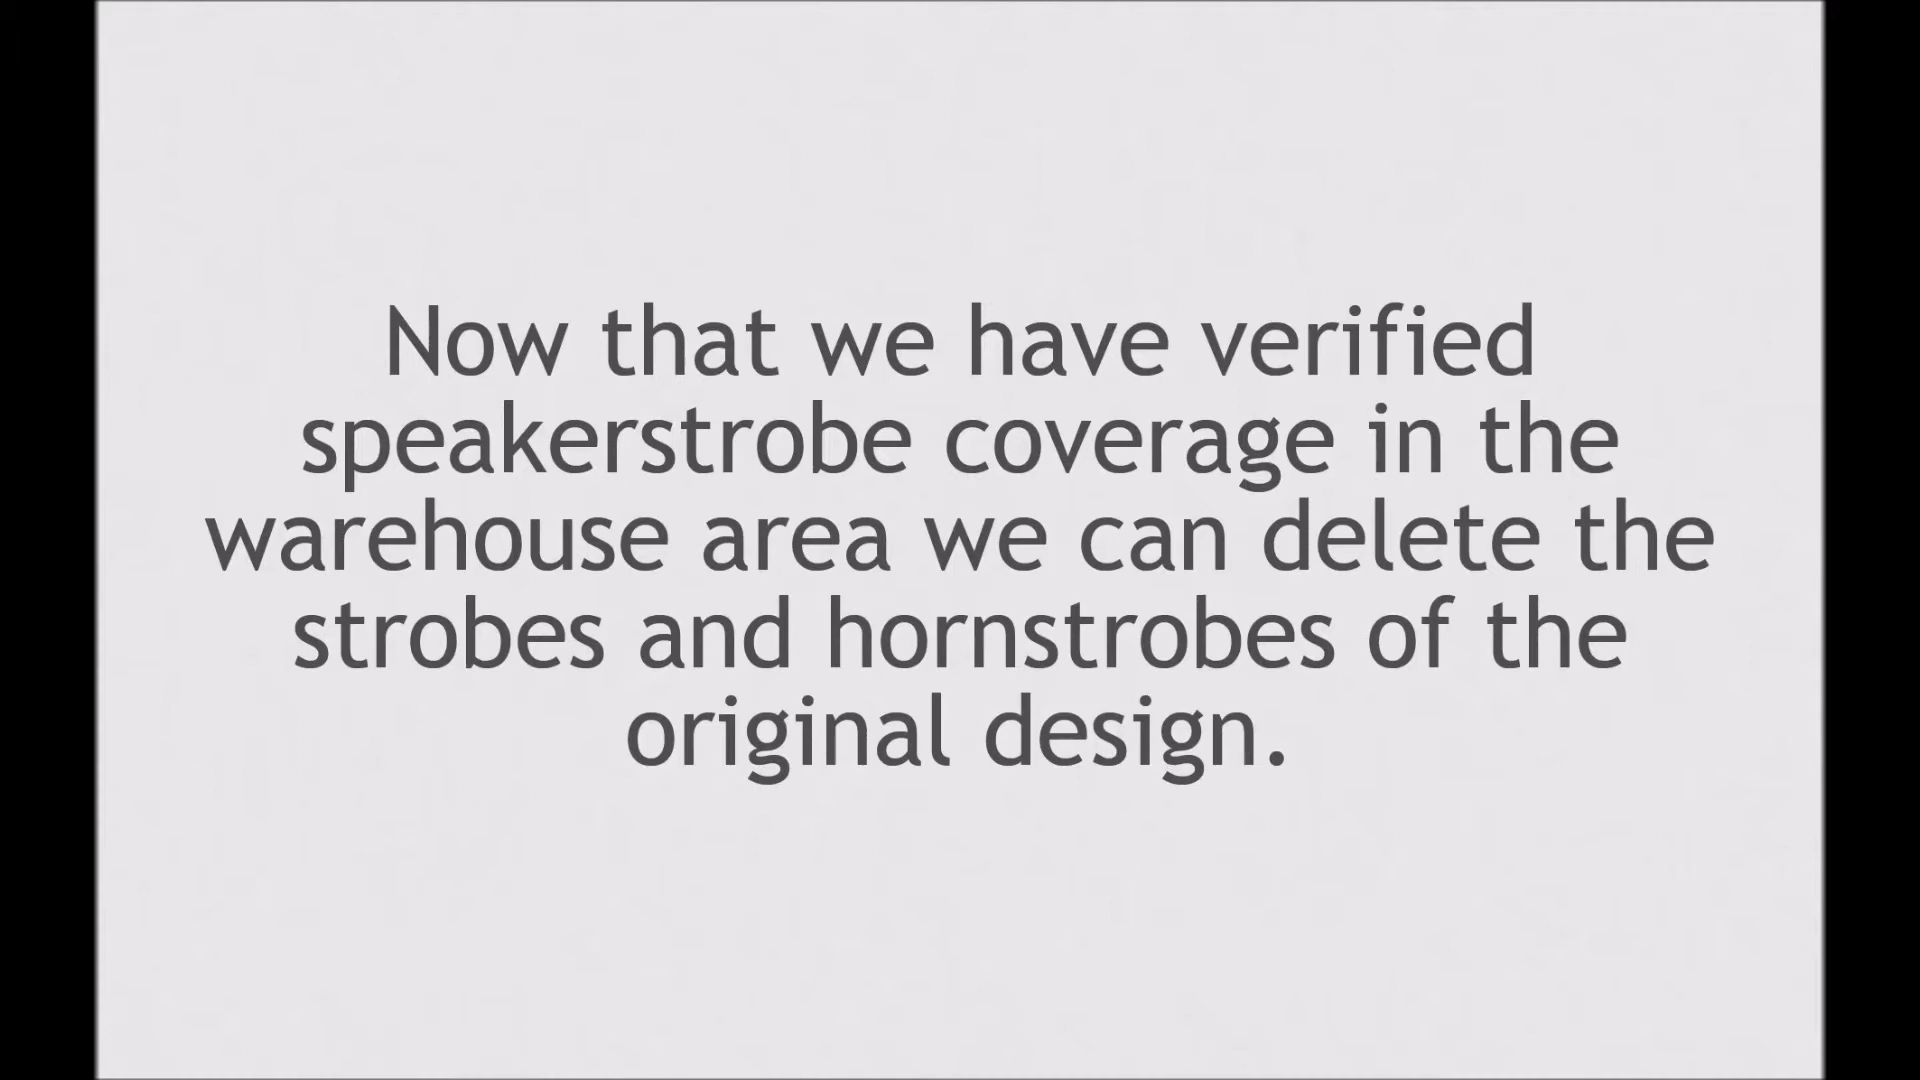 Now that we have verified
speakerstrobe coverage in the
warehouse area we can delete the
strobes and hornstrobes of the
original design.